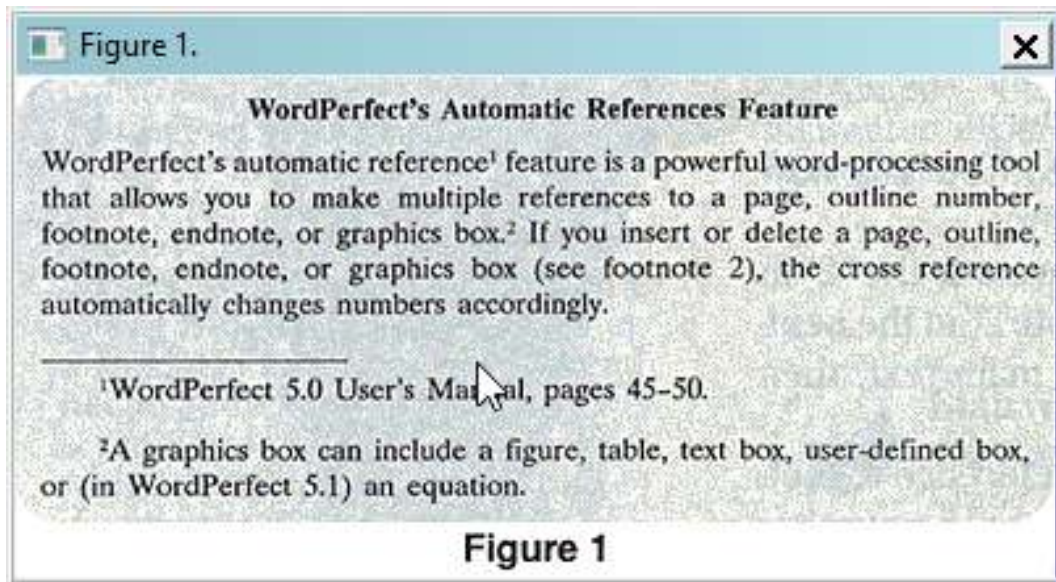 Figure 1.
WordPerfect's Automatic References Feature
WordPerfect's automatic reference¹ feature is a powerful word-processing tool
that allows you to make multiple references to a page, outline number,
footnote, endnote, or graphics box.² If you insert or delete a page, outline,
footnote, endnote, or graphics box (see footnote 2), the cross reference
automatically changes numbers accordingly.
¹WordPerfect 5.0 User's Manual, pages 45–50.
²A graphics box can include a figure, table, text box, user-defined box,
or (in WordPerfect 5.1) an equation.
Figure 1